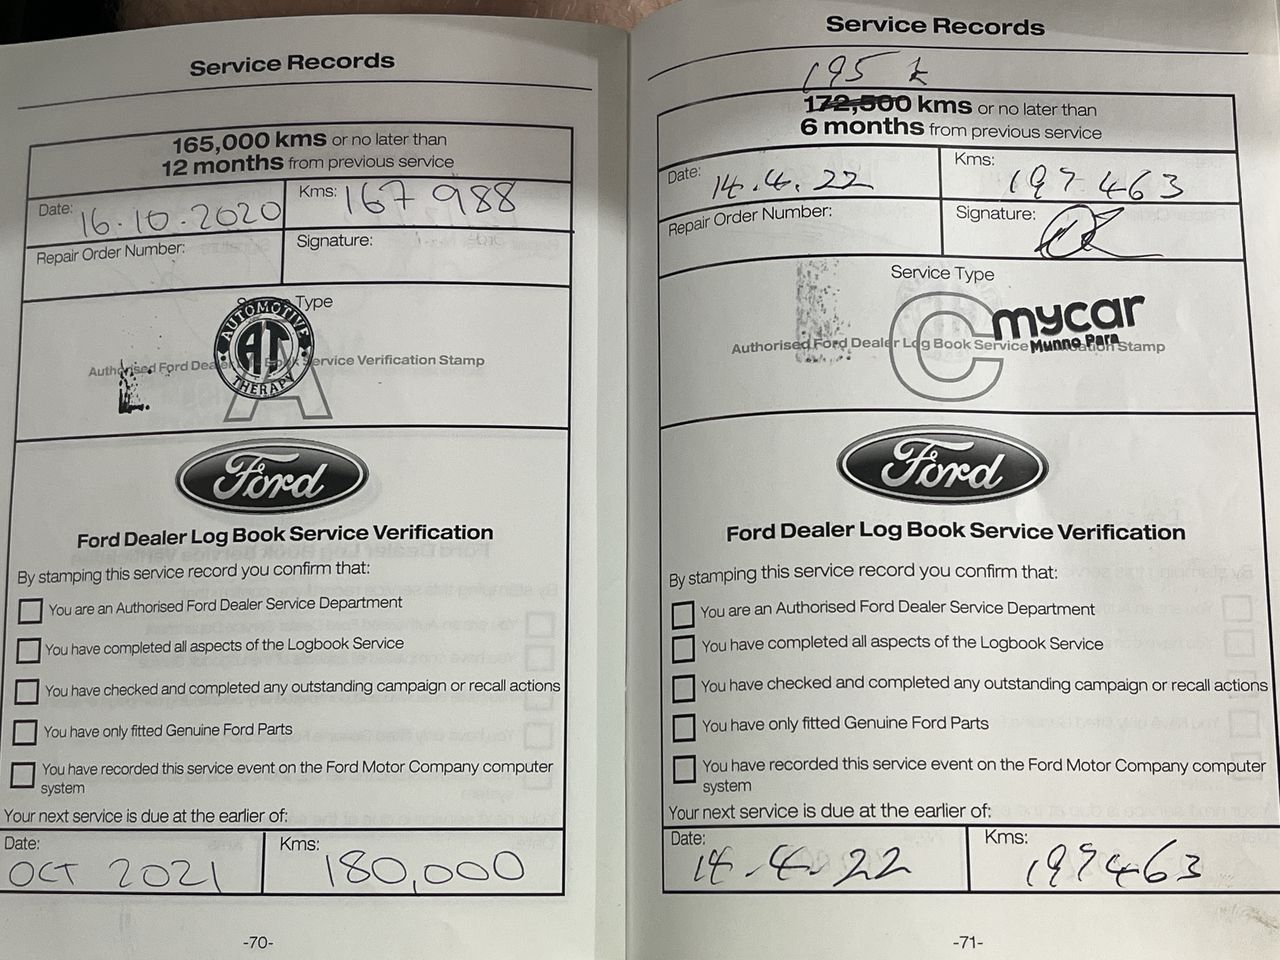 Service Records
165,000 kms or no later than
12 months from previous service
Date: 16.10.2020
Kms: 167 988
Repair Order Number:
Signature:
Type
AUTOMOTIVE
AT
THERAPY
Authorised Ford Dealer Book Service Verification Stamp
A
Ford
Ford Dealer Log Book Service Verification
By stamping this service record you confirm that:
You are an Authorised Ford Dealer Service Department
You have completed all aspects of the Logbook Service
You have checked and completed any outstanding campaign or recall actions
You have only fitted Genuine Ford Parts
You have recorded this service event on the Ford Motor Company computer
system
Your next service is due at the earlier of:
Date: OCT 2021
Kms: 180,000
-70-
Service Records
195 k
172,500 kms or no later than
6 months from previous service
Date: 14.4.22
Kms: 197 463
Repair Order Number:
Signature:
Service Type
C
mycar
Munno Para
Authorised Ford Dealer Log Book Service Stamp
Ford
Ford Dealer Log Book Service Verification
By stamping this service record you confirm that:
You are an Authorised Ford Dealer Service Department
You have completed all aspects of the Logbook Service
You have checked and completed any outstanding campaign or recall actions
You have only fitted Genuine Ford Parts
You have recorded this service event on the Ford Motor Company computer
system
Your next service is due at the earlier of:
Date: 14.4.22
Kms: 197463
-71-